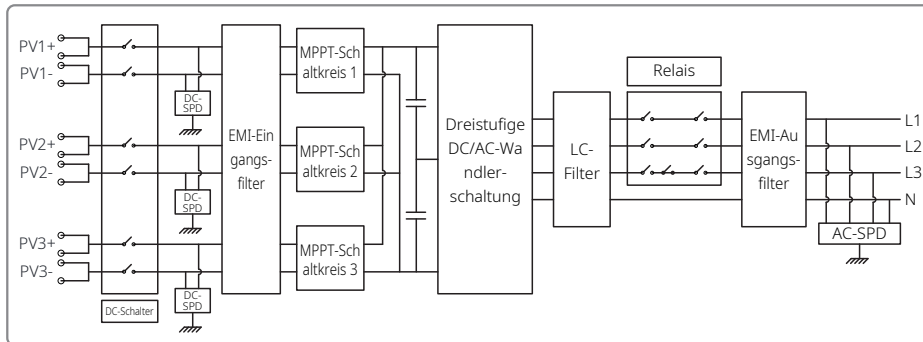 PV1+
PV1-
PV2+
PV2-
PV3+
PV3-
DC-Schalter
DC-
SPD
DC-
SPD
DC-
SPD
EMI-Ein
gangs-
filter
MPPT-Sch
altkreis 1
MPPT-Sch
altkreis 2
MPPT-Sch
altkreis 3
Dreistufige
DC/AC-Wa
ndler-
schaltung
LC-
Filter
Relais
EMI-Au
sgangs-
filter
L1
L2
L3
N
AC-SPD